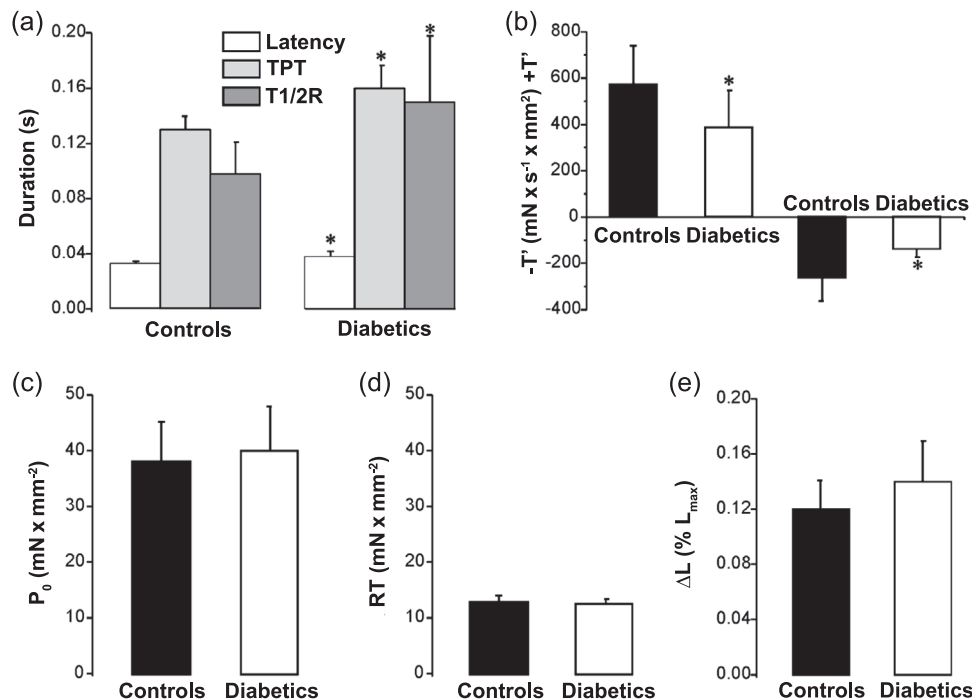 (a)
0.20
0.16
0.12
0.08
0.04
0.00
Duration (s)
Latency
TPT
T1/2R
*
*
*
Controls Diabetics
(b)
800
600
400
200
0
-200
-400
-T' (mN x s⁻¹ x mm²) +T'
*
Controls Diabetics
Controls Diabetics
*
(c)
50
40
30
20
10
0
P₀ (mN x mm⁻²)
Controls Diabetics
(d)
50
40
30
20
10
0
RT (mN x mm⁻²)
Controls Diabetics
(e)
0.20
0.16
0.12
0.08
0.04
0.00
ΔL (% Lmax)
Controls Diabetics